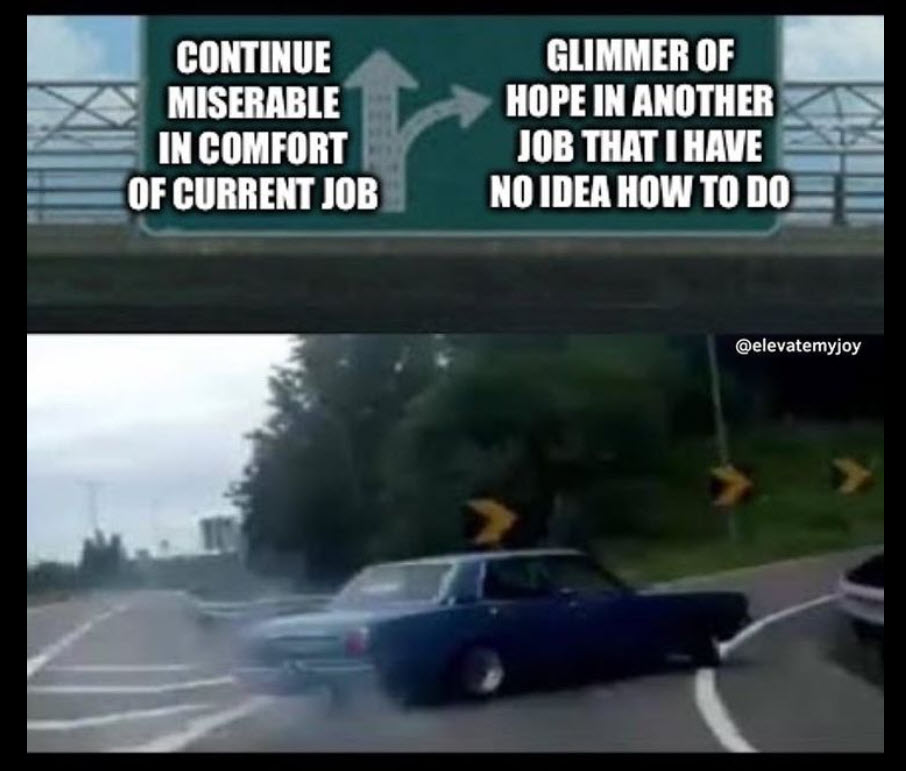 CONTINUE
MISERABLE
IN COMFORT
OF CURRENT JOB
GLIMMER OF
HOPE IN ANOTHER
JOB THAT I HAVE
NO IDEA HOW TO DO
@elevatemyjoy